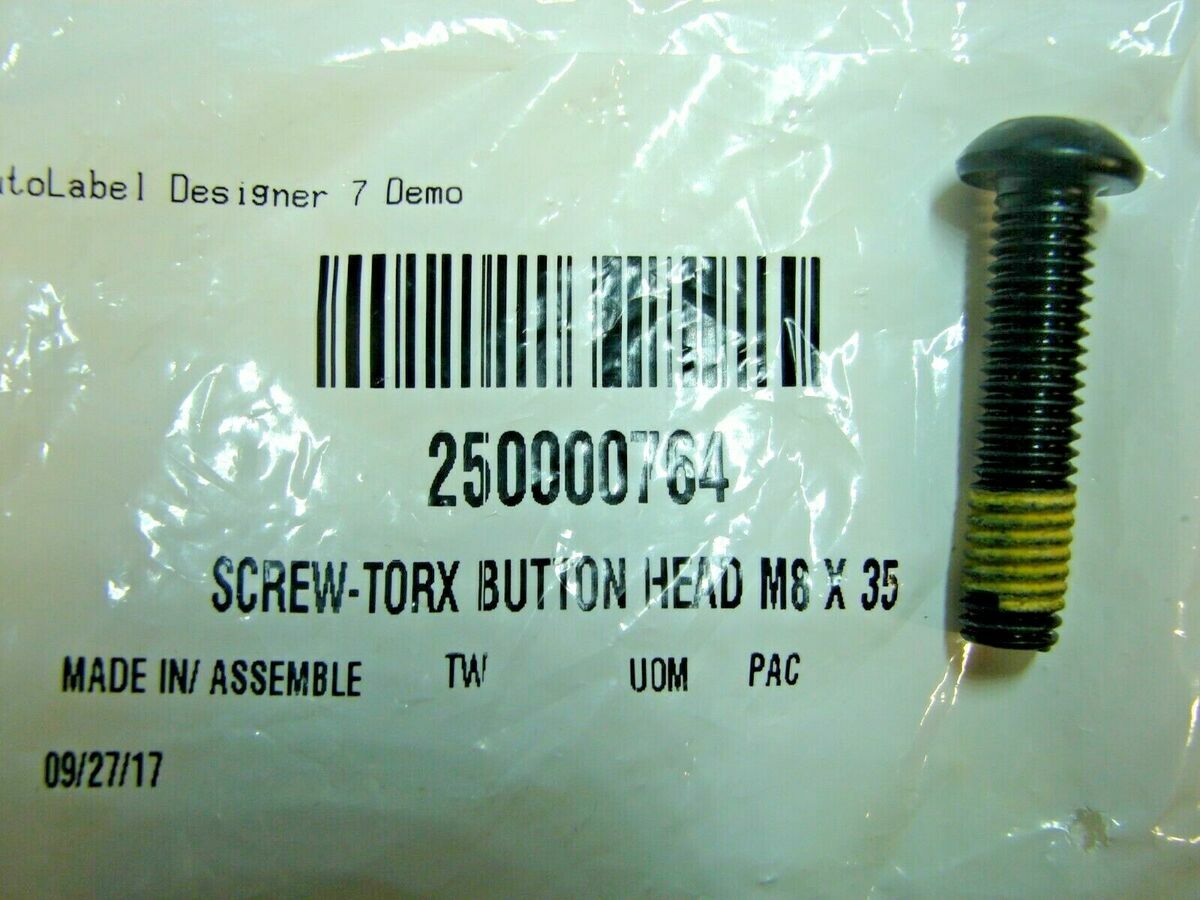 utoLabel Designer 7 Demo
250000764
SCREW-TORX BUTTON HEAD M8 X 35
MADE IN/ ASSEMBLE TW UOM PAC
09/27/17